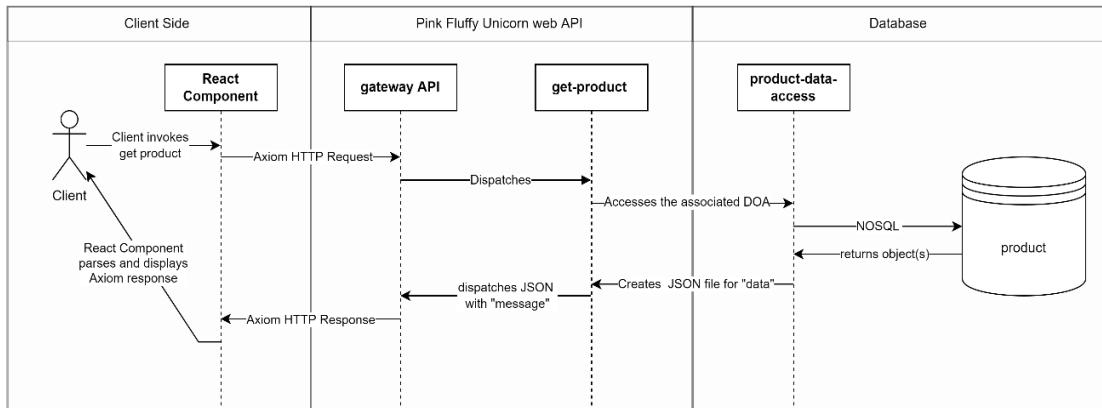 Client Side
Pink Fluffy Unicorn web API
Database
React
Component
gateway API
get-product
product-data-
access
Client invokes
get product
Client
Axiom HTTP Request
Dispatches
Accesses the associated DOA
NOSQL
product
returns object(s)
Creates JSON file for "data"
dispatches JSON
with "message"
Axiom HTTP Response
React Component
parses and displays
Axiom response